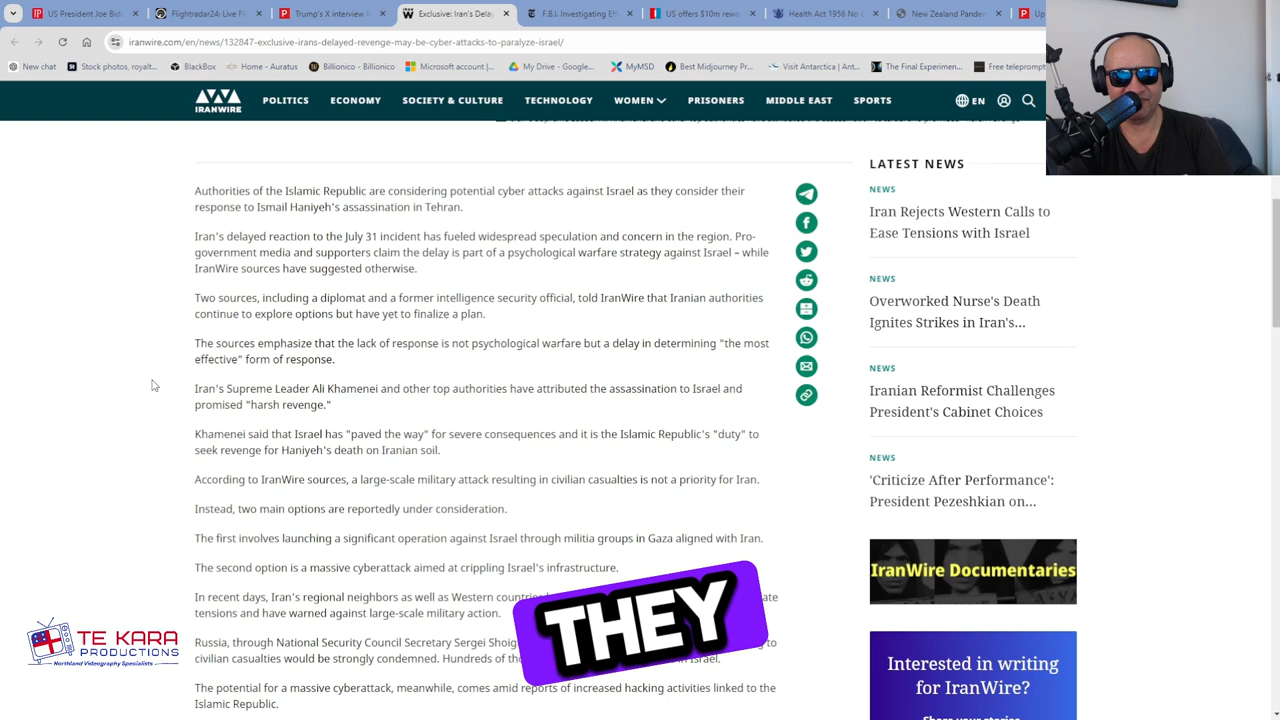 US President Joe Bid
Flightradar24: Live Fl
Trump's X interview
Exclusive: Iran's Delay
F.B.I. Investigating Ef
US offers $10m rewa
Health Act 1956 No
New Zealand Pandem
Up
iranwire.com/en/news/132847-exclusive-irans-delayed-revenge-may-be-cyber-attacks-to-paralyze-israel/
New chat
Stock photos, royalt...
BlackBox
Home - Auratus
Billionico - Billionico
Microsoft account |...
My Drive - Google...
MyMSD
Best Midjourney Pr...
Visit Antarctica | Ant...
The Final Experimen...
Free teleprompt
IRANWIRE
POLITICS
ECONOMY
SOCIETY & CULTURE
TECHNOLOGY
WOMEN
PRISONERS
MIDDLE EAST
SPORTS
EN
Authorities of the Islamic Republic are considering potential cyber attacks against Israel as they consider their
response to Ismail Haniyeh's assassination in Tehran.
Iran's delayed reaction to the July 31 incident has fueled widespread speculation and concern in the region. Pro-
government media and supporters claim the delay is part of a psychological warfare strategy against Israel – while
IranWire sources have suggested otherwise.
Two sources, including a diplomat and a former intelligence security official, told IranWire that Iranian authorities
continue to explore options but have yet to finalize a plan.
The sources emphasize that the lack of response is not psychological warfare but a delay in determining "the most
effective" form of response.
Iran's Supreme Leader Ali Khamenei and other top authorities have attributed the assassination to Israel and
promised "harsh revenge."
Khamenei said that Israel has "paved the way" for severe consequences and it is the Islamic Republic's "duty" to
seek revenge for Haniyeh's death on Iranian soil.
According to IranWire sources, a large-scale military attack resulting in civilian casualties is not a priority for Iran.
Instead, two main options are reportedly under consideration.
The first involves launching a significant operation against Israel through militia groups in Gaza aligned with Iran.
The second option is a massive cyberattack aimed at crippling Israel's infrastructure.
In recent days, Iran's regional neighbors as well as Western countri
tensions and have warned against large-scale military action.
Russia, through National Security Council Secretary Sergei Shoig
civilian casualties would be strongly condemned. Hundreds of the
The potential for a massive cyberattack, meanwhile, comes amid reports of increased hacking activities linked to the
Islamic Republic.
LATEST NEWS
NEWS
Iran Rejects Western Calls to
Ease Tensions with Israel
NEWS
Overworked Nurse's Death
Ignites Strikes in Iran's...
NEWS
Iranian Reformist Challenges
President's Cabinet Choices
NEWS
'Criticize After Performance':
President Pezeshkian on...
IranWire Documentaries
Interested in writing
for IranWire?
THEY
TE KARA
PRODUCTIONS
Northland Videography Specialists